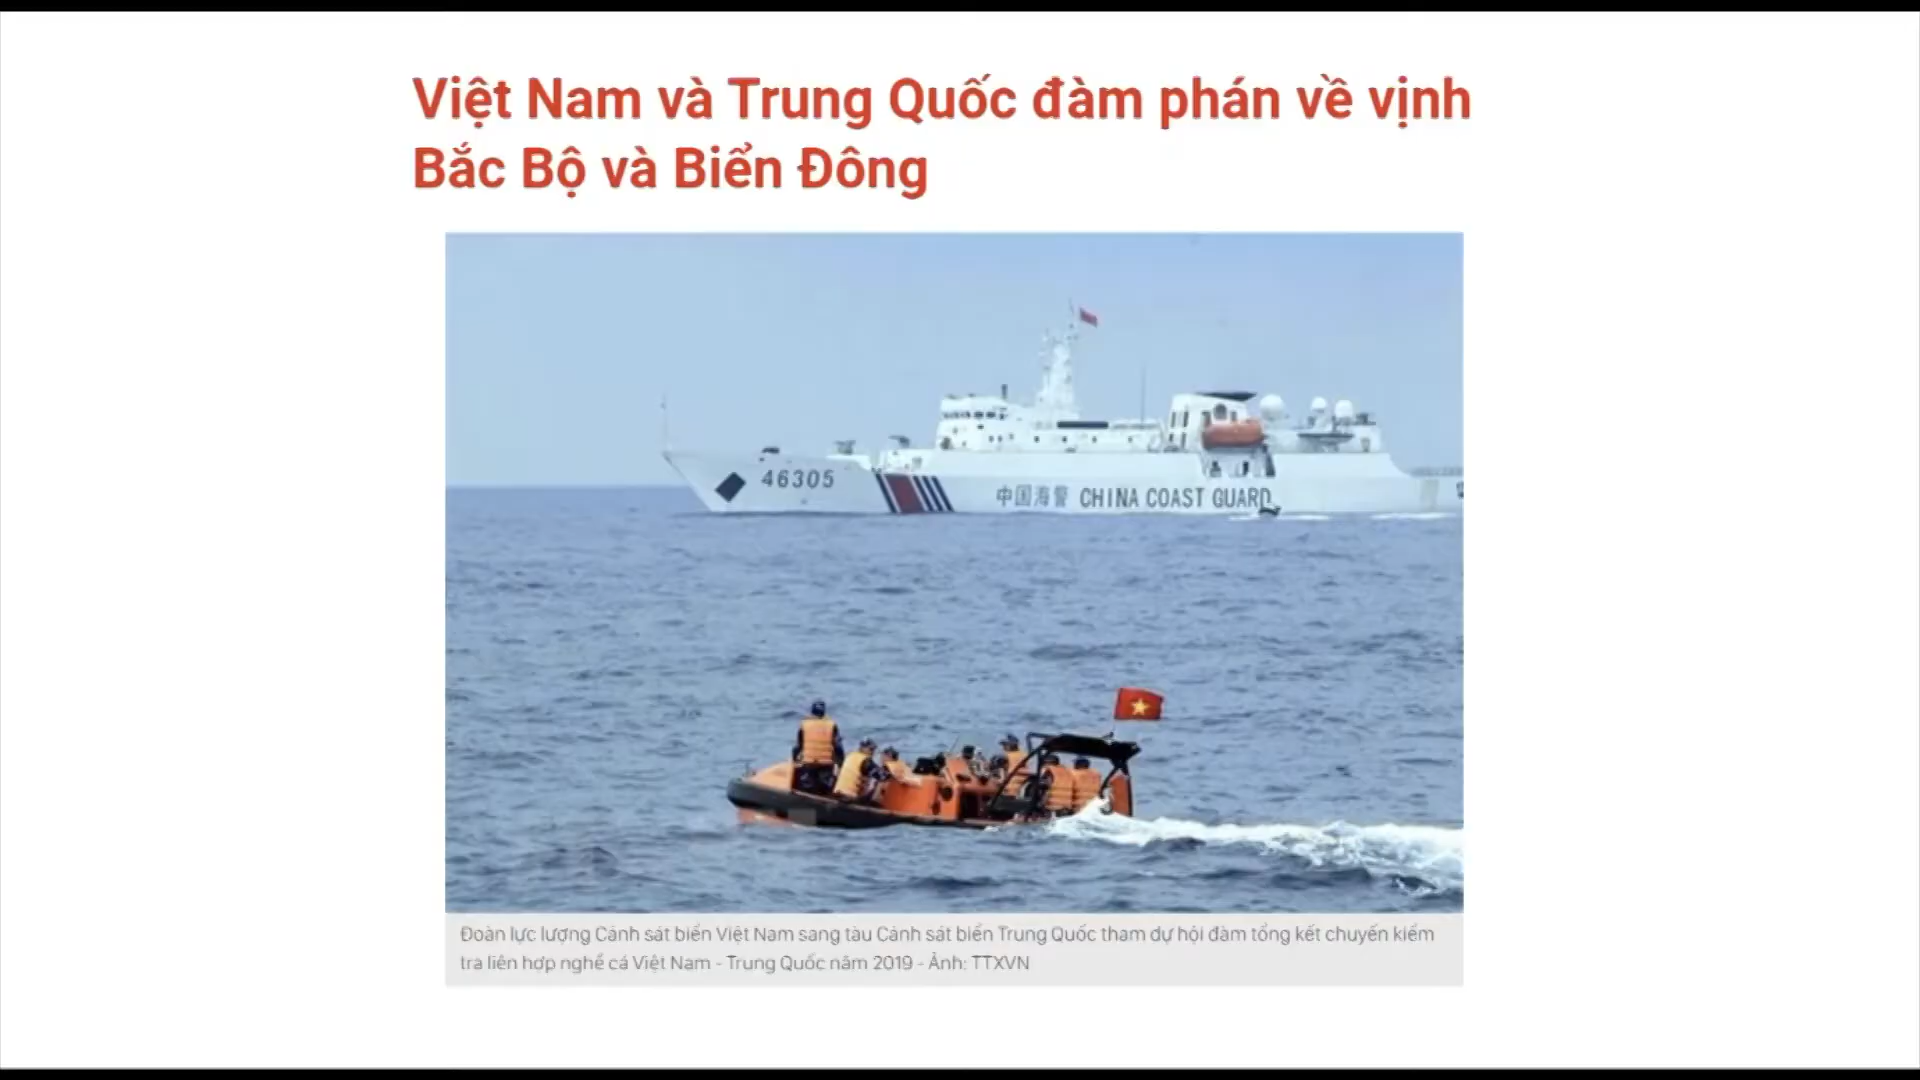 Việt Nam và Trung Quốc đàm phán về vịnh
Bắc Bộ và Biển Đông
46305
中国海警 CHINA COAST GUARD
Đoàn lực lượng Cảnh sát biển Việt Nam sang tàu Cảnh sát biển Trung Quốc tham dự hội đàm tổng kết chuyến kiểm
tra liên hợp nghề cá Việt Nam - Trung Quốc năm 2019 - Ảnh: TTXVN